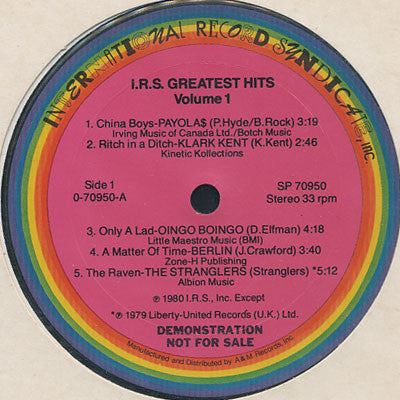 INTERNATIONAL RECORD SYNDICATE, INC.
I.R.S. GREATEST HITS
Volume 1
1. China Boys-PAYOLA$ (P.Hyde/B.Rock) 3:19
Irving Music of Canada Ltd./Botch Music
2. Ritch in a Ditch-KLARK KENT (K.Kent) 2:46
Kinetic Kollections
Side 1 SP 70950
0-70950-A Stereo 33 rpm
3. Only A Lad-OINGO BOINGO (D.Elfman) 4:18
Little Maestro Music (BMI)
4. A Matter Of Time-BERLIN (J.Crawford) 3:40
Zone-H Publishing
5. The Raven-THE STRANGLERS (Stranglers) *5:12
Albion Music
℗ 1980 I.R.S., Inc. Except
*℗ 1979 Liberty-United Records (U.K.) Ltd.
DEMONSTRATION
NOT FOR SALE
Manufactured and Distributed by A&M Records, Inc.